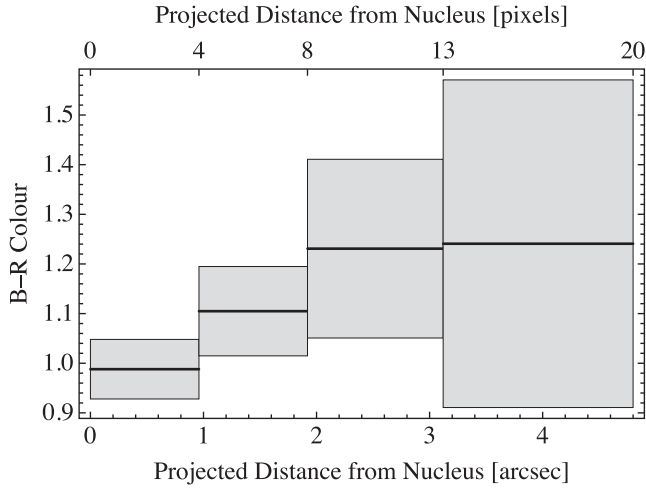 Projected Distance from Nucleus [pixels]
0 4 8 13 20
1.5
1.4
1.3
1.2
1.1
1.0
0.9
B–R Colour
0 1 2 3 4
Projected Distance from Nucleus [arcsec]